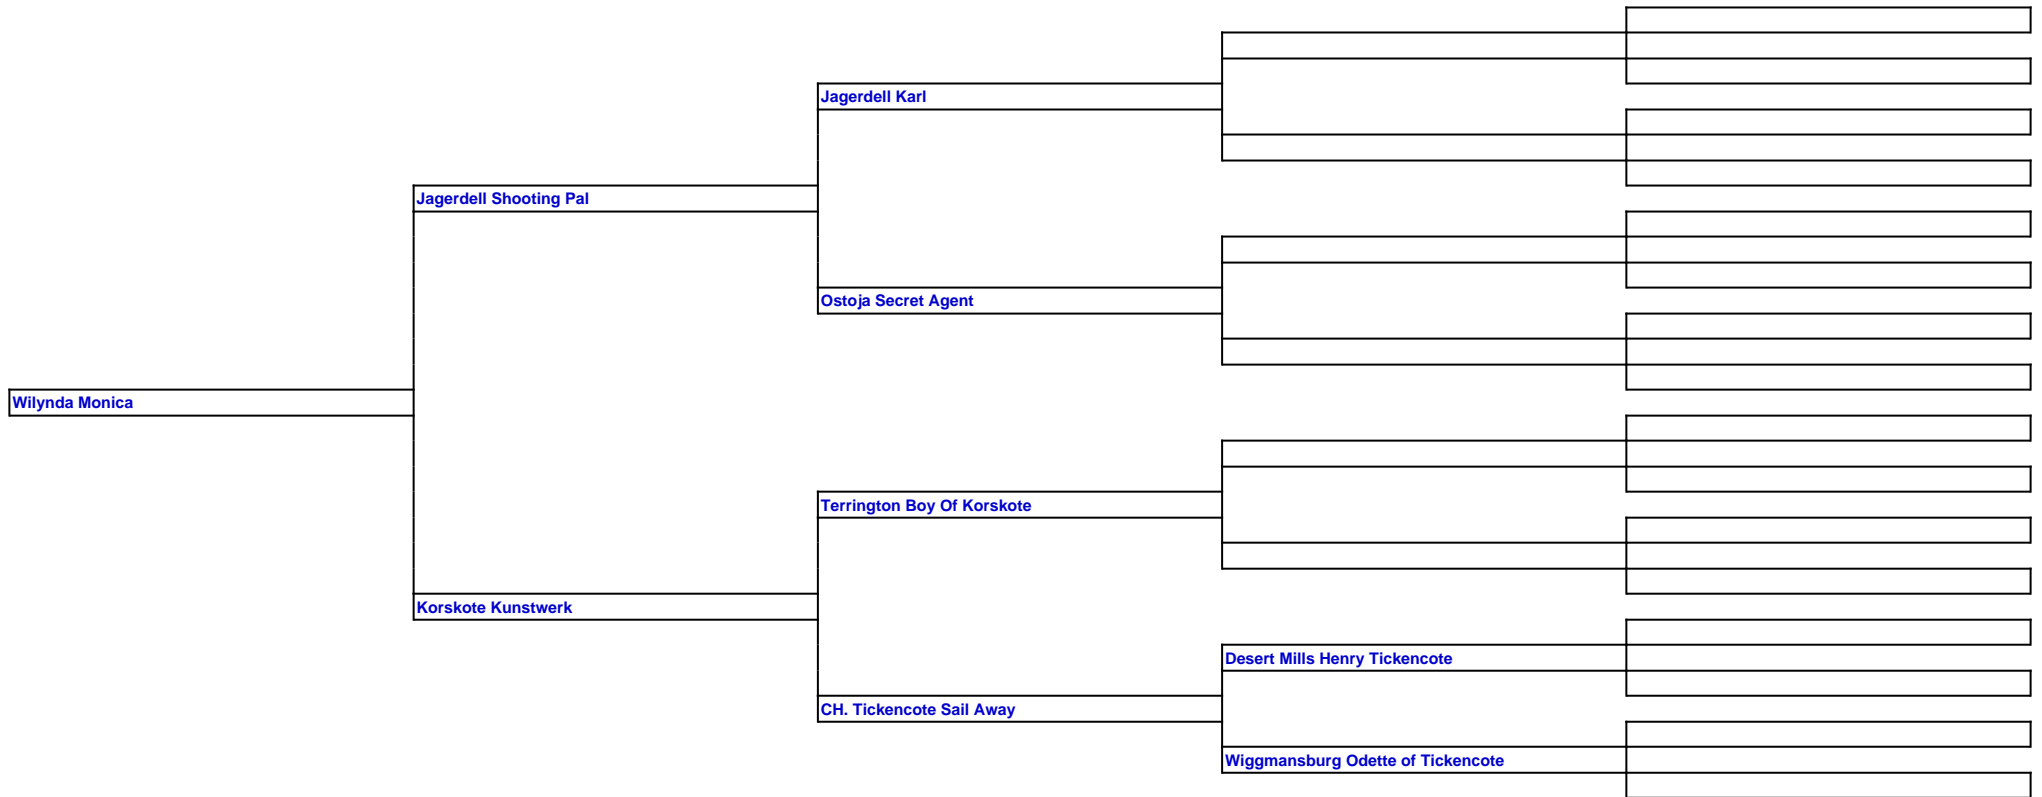 Jagerdell Karl
Jagerdell Shooting Pal
Ostoja Secret Agent
Wilynda Monica
Terrington Boy Of Korskote
Korskote Kunstwerk
Desert Mills Henry Tickencote
CH. Tickencote Sail Away
Wiggmansburg Odette of Tickencote